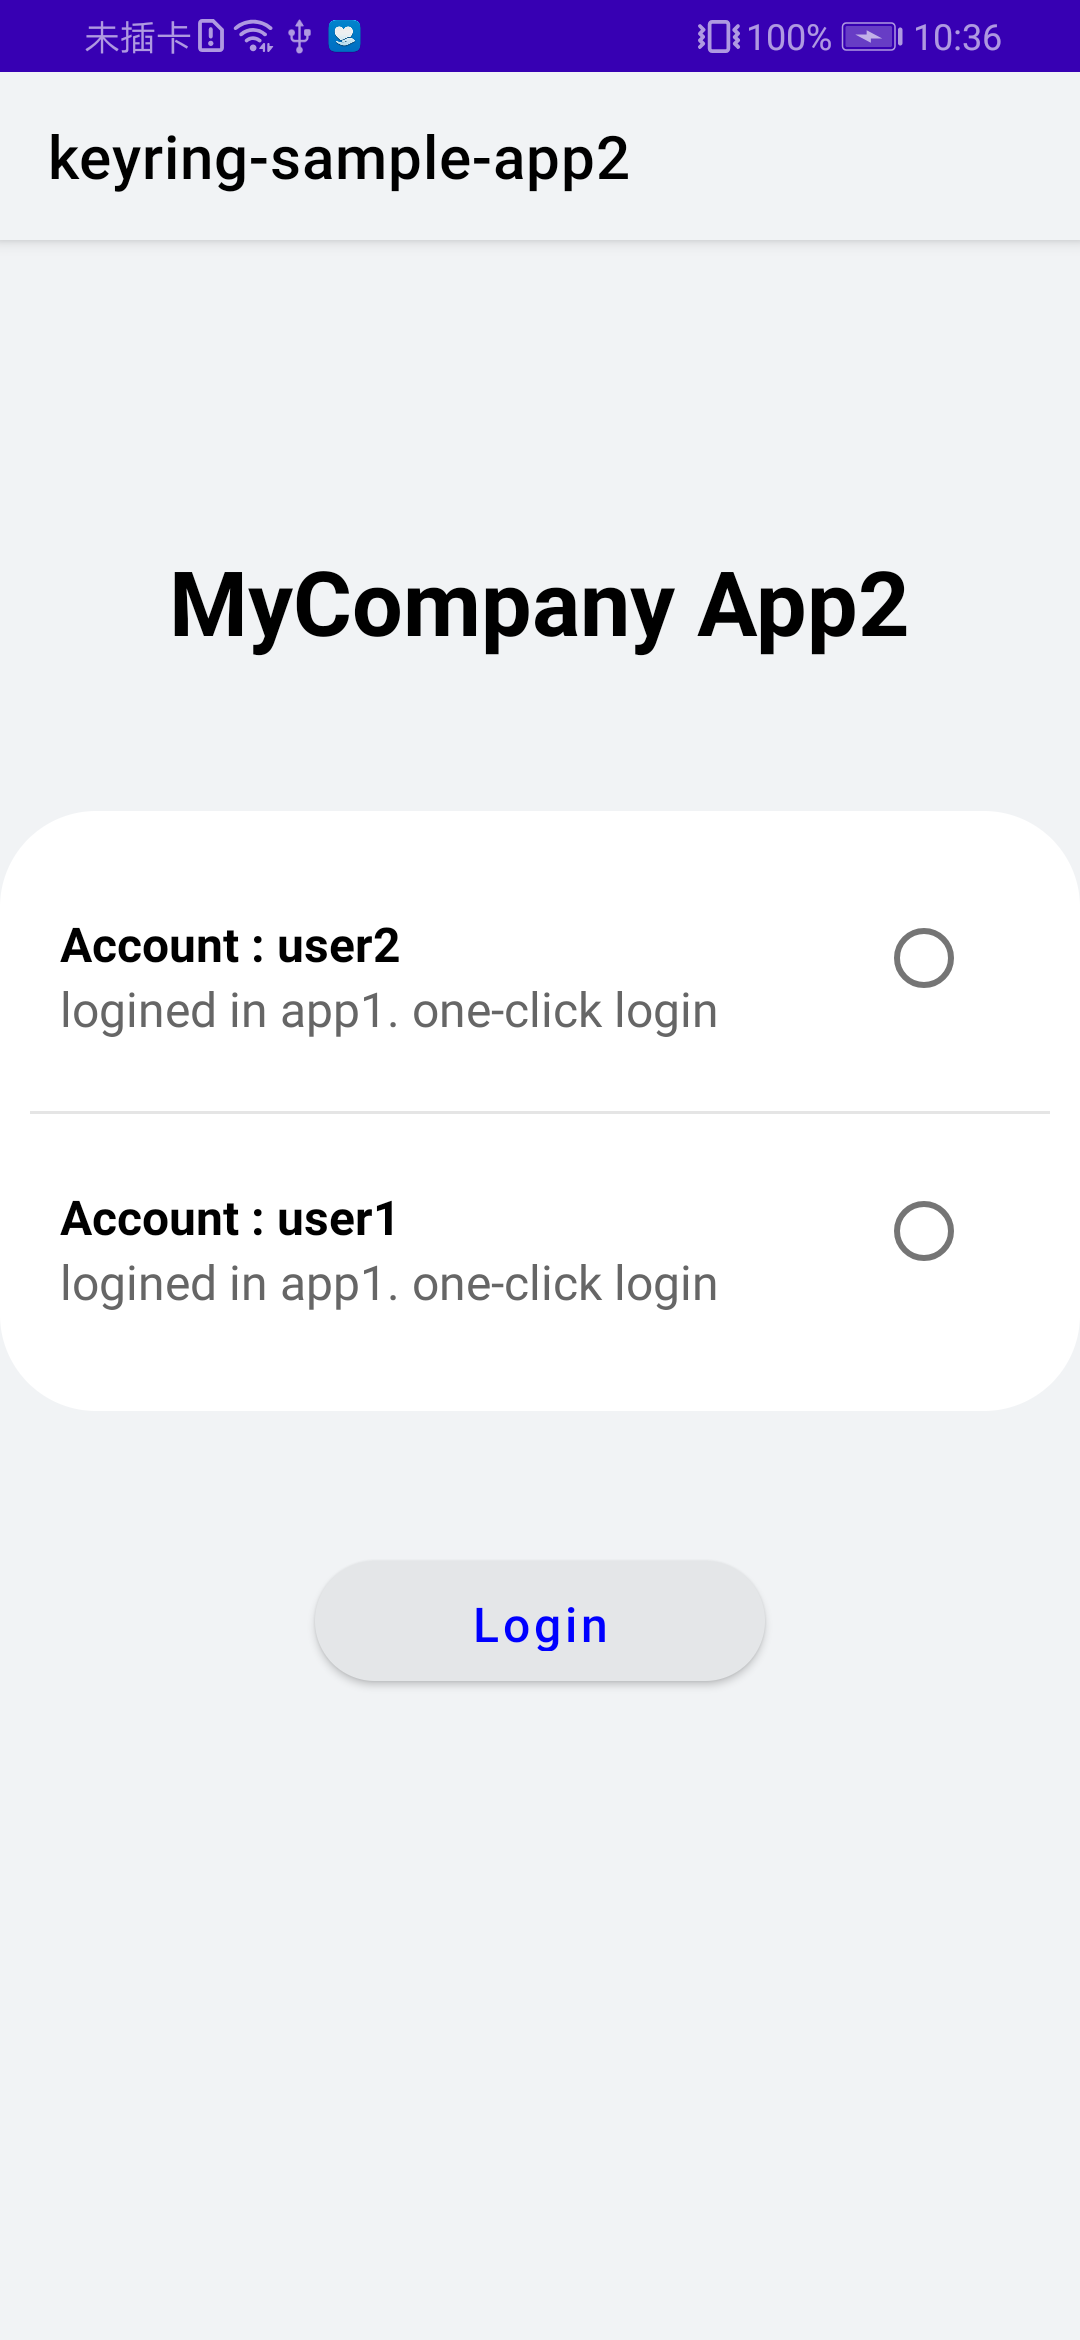 未插卡 100% 10:36
keyring-sample-app2
MyCompany App2
Account : user2
logined in app1. one-click login
Account : user1
logined in app1. one-click login
Login